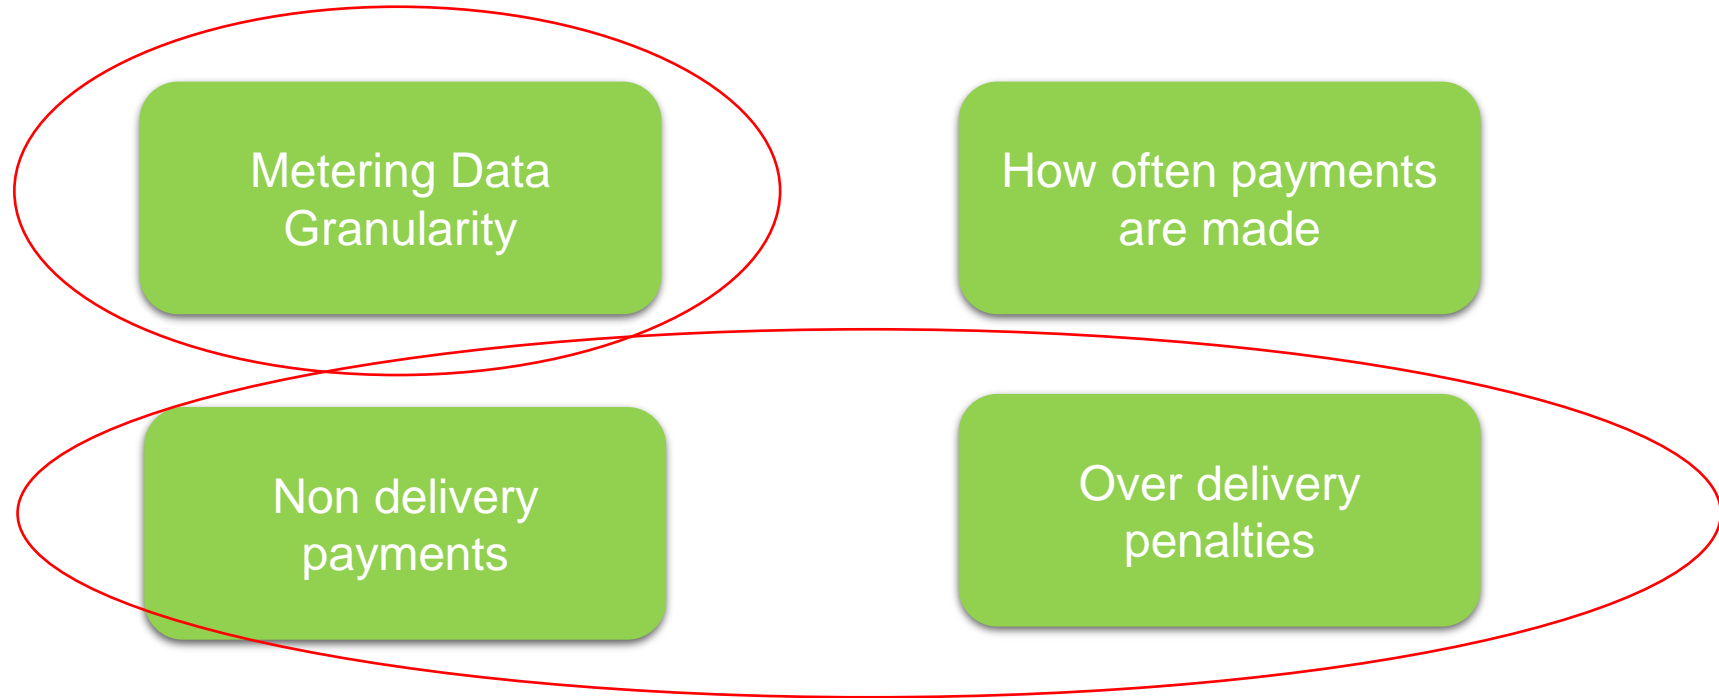 Metering Data
Granularity
How often payments
are made
Non delivery
payments
Over delivery
penalties